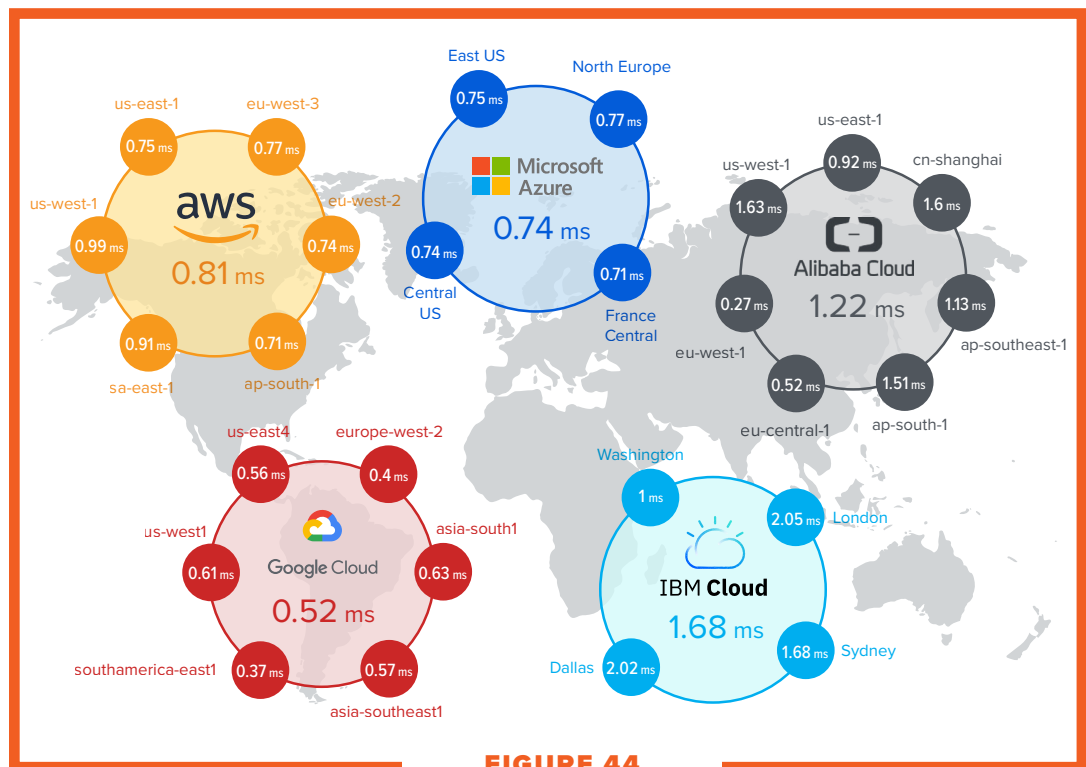 us-east-1
0.75 ms
eu-west-3
0.77 ms
us-west-1
0.99 ms
eu-west-2
0.74 ms
aws
0.81 ms
sa-east-1
0.91 ms
ap-south-1
0.71 ms
East US
0.75 ms
North Europe
0.77 ms
Microsoft
Azure
0.74 ms
Central
US
0.74 ms
France
Central
0.71 ms
us-east-1
0.92 ms
us-west-1
1.63 ms
cn-shanghai
1.6 ms
Alibaba Cloud
1.22 ms
eu-west-1
0.27 ms
ap-southeast-1
1.13 ms
eu-central-1
0.52 ms
ap-south-1
1.51 ms
us-east4
0.56 ms
europe-west-2
0.4 ms
us-west1
0.61 ms
asia-south1
0.63 ms
Google Cloud
0.52 ms
southamerica-east1
0.37 ms
asia-southeast1
0.57 ms
Washington
1 ms
London
2.05 ms
IBM Cloud
1.68 ms
Dallas
2.02 ms
Sydney
1.68 ms
FIGURE 44